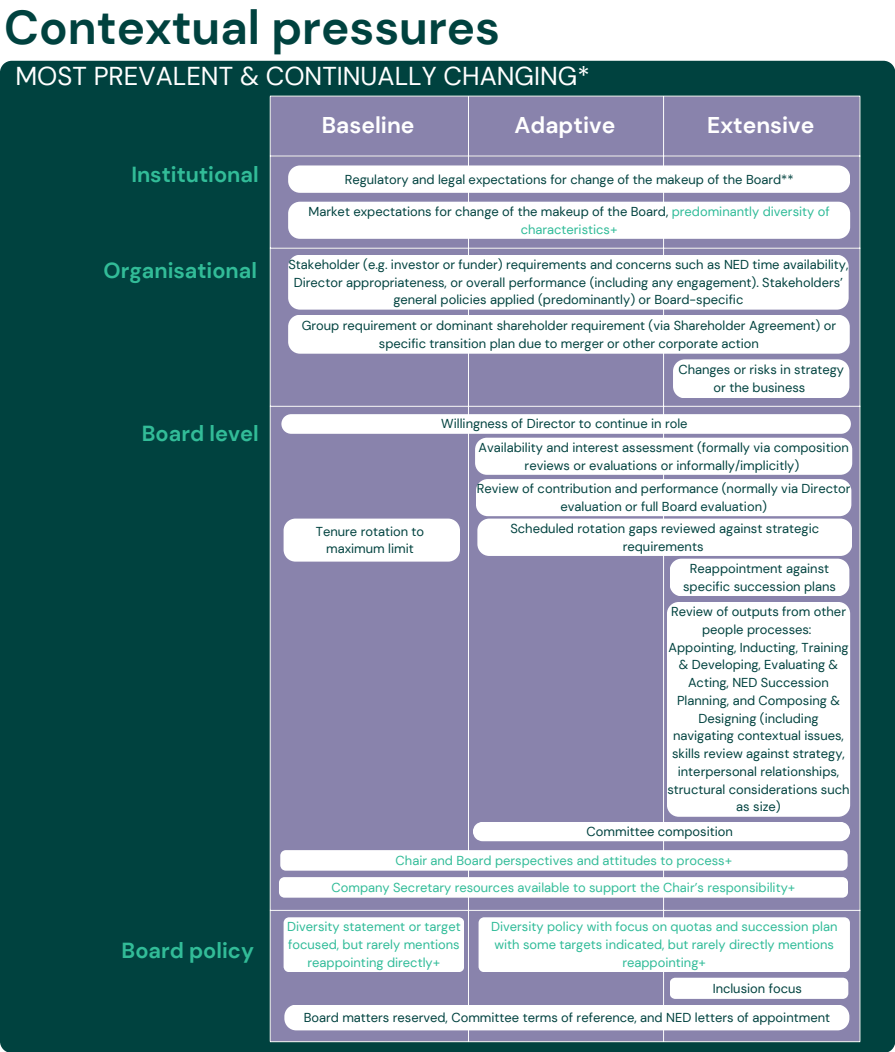 Contextual pressures
MOST PREVALENT & CONTINUALLY CHANGING*
Baseline
Adaptive
Extensive
Institutional
Regulatory and legal expectations for change of the makeup of the Board**
Market expectations for change of the makeup of the Board, predominantly diversity of
characteristics+
Organisational
Stakeholder (e.g. investor or funder) requirements and concerns such as NED time availability,
Director appropriateness, or overall performance (including any engagement). Stakeholders’
general policies applied (predominantly) or Board-specific
Group requirement or dominant shareholder requirement (via Shareholder Agreement) or
specific transition plan due to merger or other corporate action
Changes or risks in strategy
or the business
Board level
Willingness of Director to continue in role
Availability and interest assessment (formally via composition
reviews or evaluations or informally/implicitly)
Review of contribution and performance (normally via Director
evaluation or full Board evaluation)
Tenure rotation to
maximum limit
Scheduled rotation gaps reviewed against strategic
requirements
Reappointment against
specific succession plans
Review of outputs from other
people processes:
Appointing, Inducting, Training
& Developing, Evaluating &
Acting, NED Succession
Planning, and Composing &
Designing (including
navigating contextual issues,
skills review against strategy,
interpersonal relationships,
structural considerations such
as size)
Committee composition
Chair and Board perspectives and attitudes to process+
Company Secretary resources available to support the Chair’s responsibility+
Board policy
Diversity statement or target
focused, but rarely mentions
reappointing directly+
Diversity policy with focus on quotas and succession plan
with some targets indicated, but rarely directly mentions
reappointing+
Inclusion focus
Board matters reserved, Committee terms of reference, and NED letters of appointment